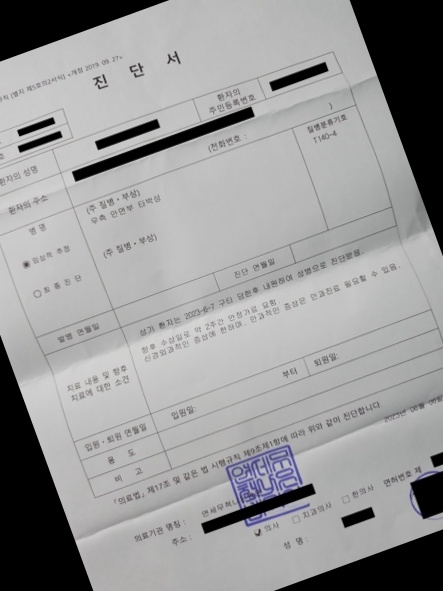 규칙 [별지 제5호의2서식] <개정 2019. 09. 27>
진 단 서
환자의 성명
환자의
주민등록번호
환자의 주소
(전화번호 : )
병 명
임상적 추정
최 종 진 단
(주 질병·부상)
우측 안면부 타박상
(주 질병·부상)
질병분류기호
T140-4
발병 연월일
진단 연월일
치료 내용 및 향후
치료에 대한 소견
상기 환자는 2023-6-7 구타 당한후 내원하여 상병으로 진단받음.
향후 수상일로 약 2주간 안정가료 요함
신경외과적인 증상에 한하며, 안과적인 증상은 안과진료 필요할 수 있음.
입원·퇴원 연월일
입원일:
부터
퇴원일:
용 도
비 고
「의료법」 제17조 및 같은 법 시행규칙 제9조제1항에 따라 위와 같이 진단합니다.
2023년 06월
의료기관 명칭 :
주소 :
의사 치과의사 한의사 면허번호 제
성 명 :